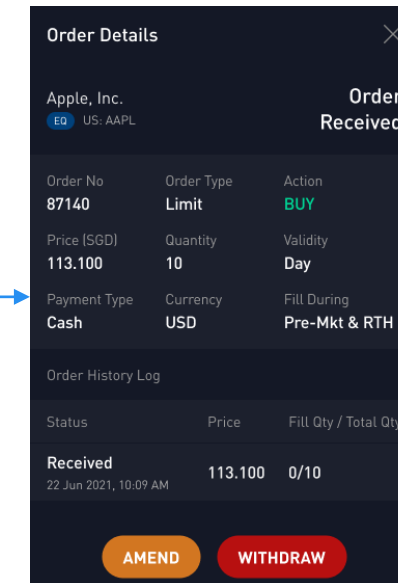 Order Details
Apple, Inc.
EQ US: AAPL
Order
Received
Order No Order Type Action
87140 Limit BUY
Price (SGD) Quantity Validity
113.100 10 Day
Payment Type Currency Fill During
Cash USD Pre-Mkt & RTH
Order History Log
Status Price Fill Qty / Total Qty
Received 113.100 0/10
22 Jun 2021, 10:09 AM
AMEND WITHDRAW